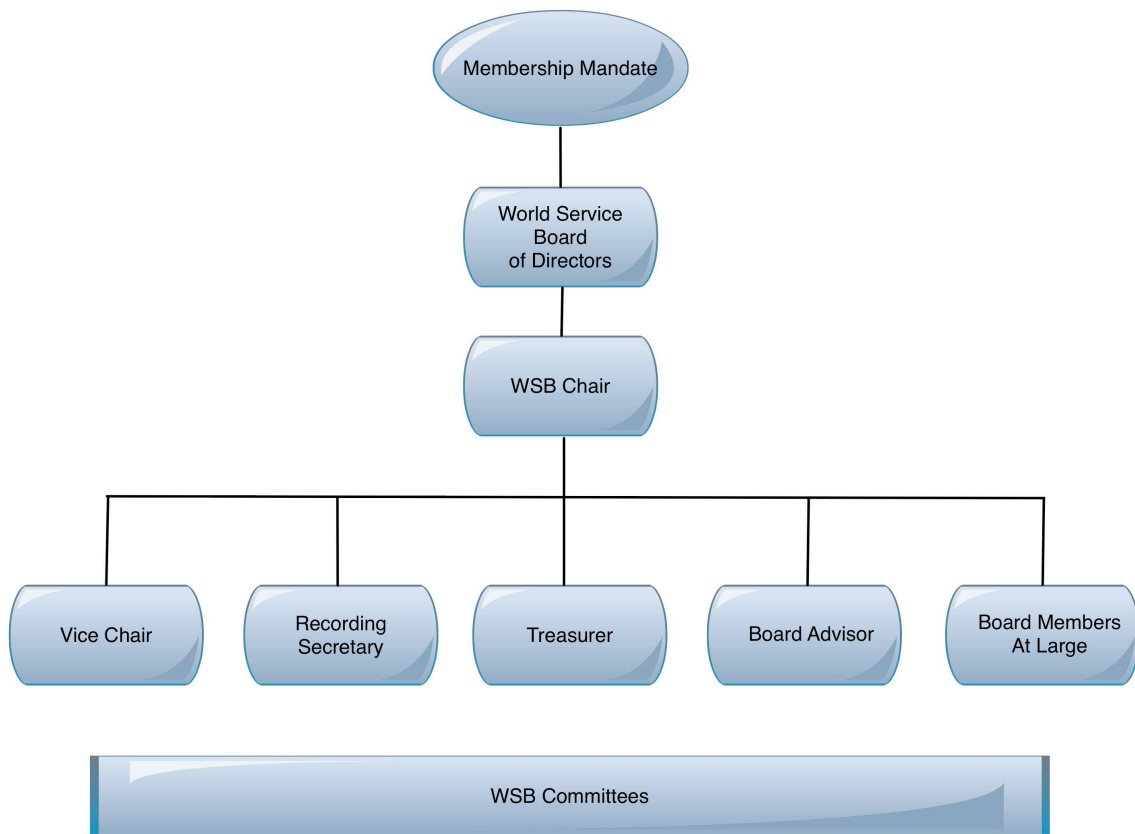 Membership Mandate
World Service
Board
of Directors
WSB Chair
Vice Chair
Recording
Secretary
Treasurer
Board Advisor
Board Members
At Large
WSB Committees